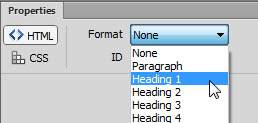 Properties
<> HTML Format None
CSS ID None
Paragraph
Heading 1
Heading 2
Heading 3
Heading 4